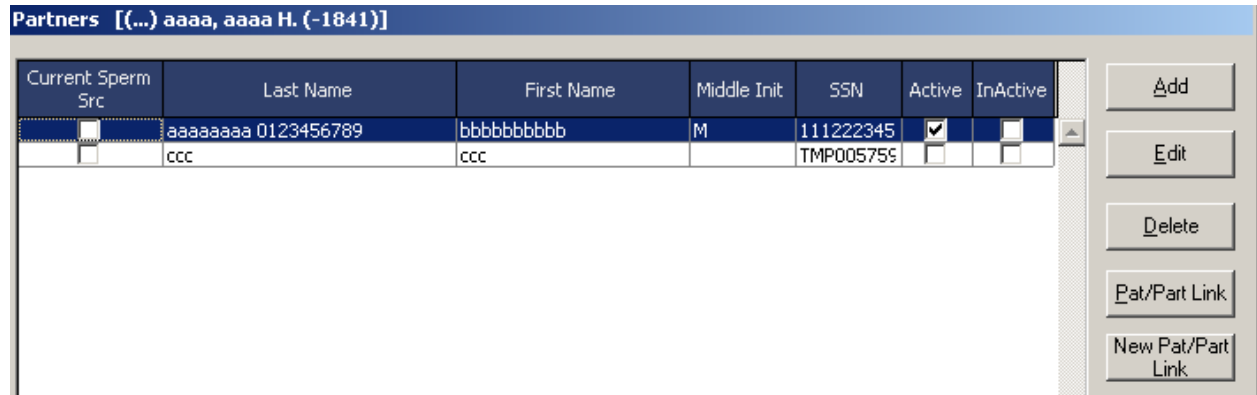 Partners [(...) aaaa, aaaa H. (-1841)]
Current Sperm Src Last Name First Name Middle Init SSN Active InActive
aaaaaaaa 0123456789 bbbbbbbbbb M 111222345
ccc ccc TMP005759
Add
Edit
Delete
Pat/Part Link
New Pat/Part
Link